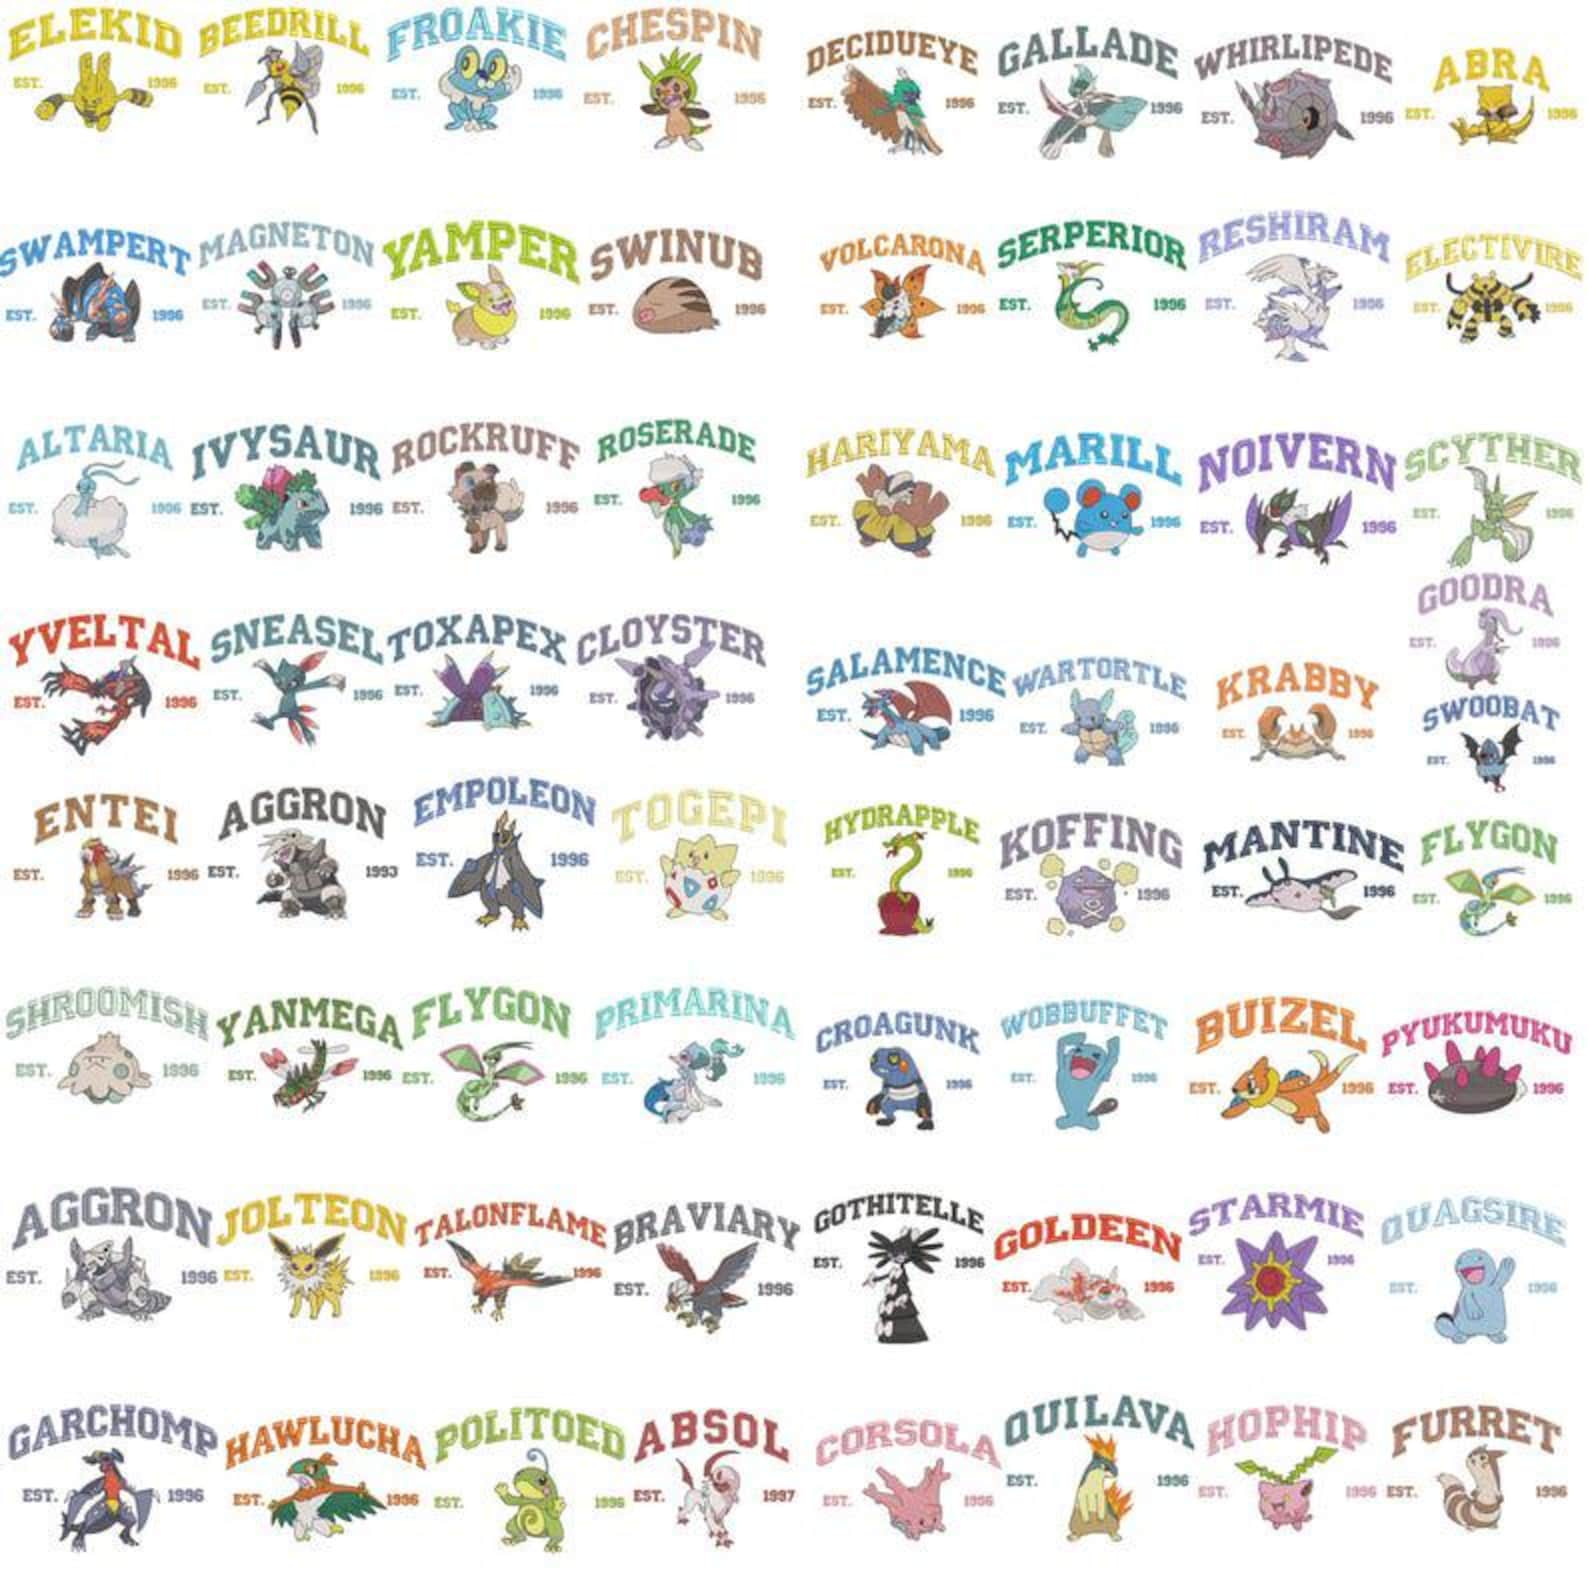 ELEKID BEEDRILL FROAKIE CHESPIN DECIDUEYE GALLADE WHIRLIPEDE ABRA
EST. 1996 EST. 1996 EST. 1996 EST. 1996 EST. 1996 EST. 1996 EST. 1996 EST. 1996
SWAMPERT MAGNETON YAMPER SWINUB VOLCARONA SERPERIOR RESHIRAM ELECTIVIRE
EST. 1996 EST. 1996 EST. 1996 EST. 1996 EST. 1996 EST. 1996 EST. 1996 EST. 1996
ALTARIA IVYSAUR ROCKRUFF ROSERADE HARIYAMA MARILL NOIVERN SCYTHER
EST. 1996 EST. 1996 EST. 1996 EST. 1996 EST. 1996 EST. 1996 EST. 1996 EST. 1996
GOODRA
EST. 1996
YVELTAL SNEASEL TOXAPEX CLOYSTER SALAMENCE WARTORTLE KRABBY SWOOBAT
EST. 1996 EST. 1996 EST. 1996 EST. 1996 EST. 1996 EST. 1996 EST. 1996 EST. 1996
ENTEI AGGRON EMPOLEON TOGEPI HYDRAPPLE KOFFING MANTINE FLYGON
EST. 1996 EST. 1993 EST. 1996 EST. 1996 EST. 1996 EST. 1996 EST. 1996 EST. 1996
SHROOMISH YANMEGA FLYGON PRIMARINA CROAGUNK WOBBUFFET BUIZEL PYUKUMUKU
EST. 1996 EST. 1996 EST. 1996 EST. 1996 EST. 1996 EST. 1996 EST. 1996 EST. 1996
AGGRON JOLTEON TALONFLAME BRAVIARY GOTHITELLE GOLDEEN STARMIE QUAGSIRE
EST. 1996 EST. 1996 EST. 1996 EST. 1996 EST. 1996 EST. 1996 EST. 1996 EST. 1996
GARCHOMP HAWLUCHA POLITOED ABSOL CORSOLA QUILAVA HOPHIP FURRET
EST. 1996 EST. 1996 EST. 1996 EST. 1997 EST. 1996 EST. 1996 EST. 1996 EST. 1996